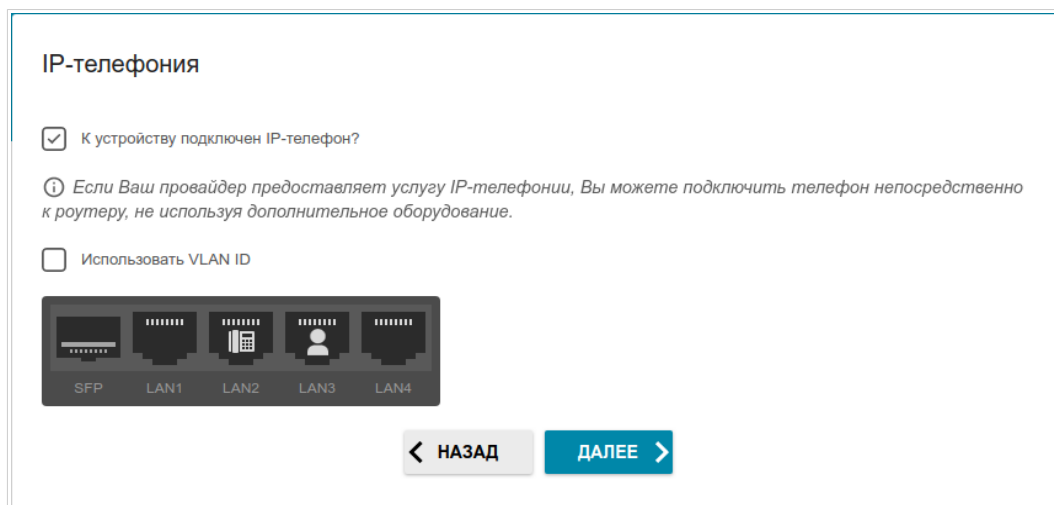 IP-телефония
К устройству подключен IP-телефон?
Если Ваш провайдер предоставляет услугу IP-телефонии, Вы можете подключить телефон непосредственно
к роутеру, не используя дополнительное оборудование.
Использовать VLAN ID
SFP LAN1 LAN2 LAN3 LAN4
НАЗАД ДАЛЕЕ